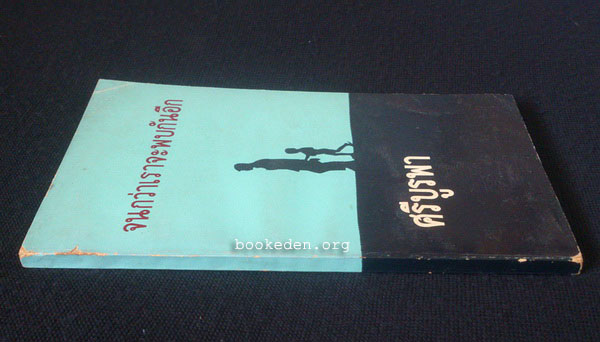 จนกว่าเราจะพบกันอีก
ศรีบูรพา
bookeden.org